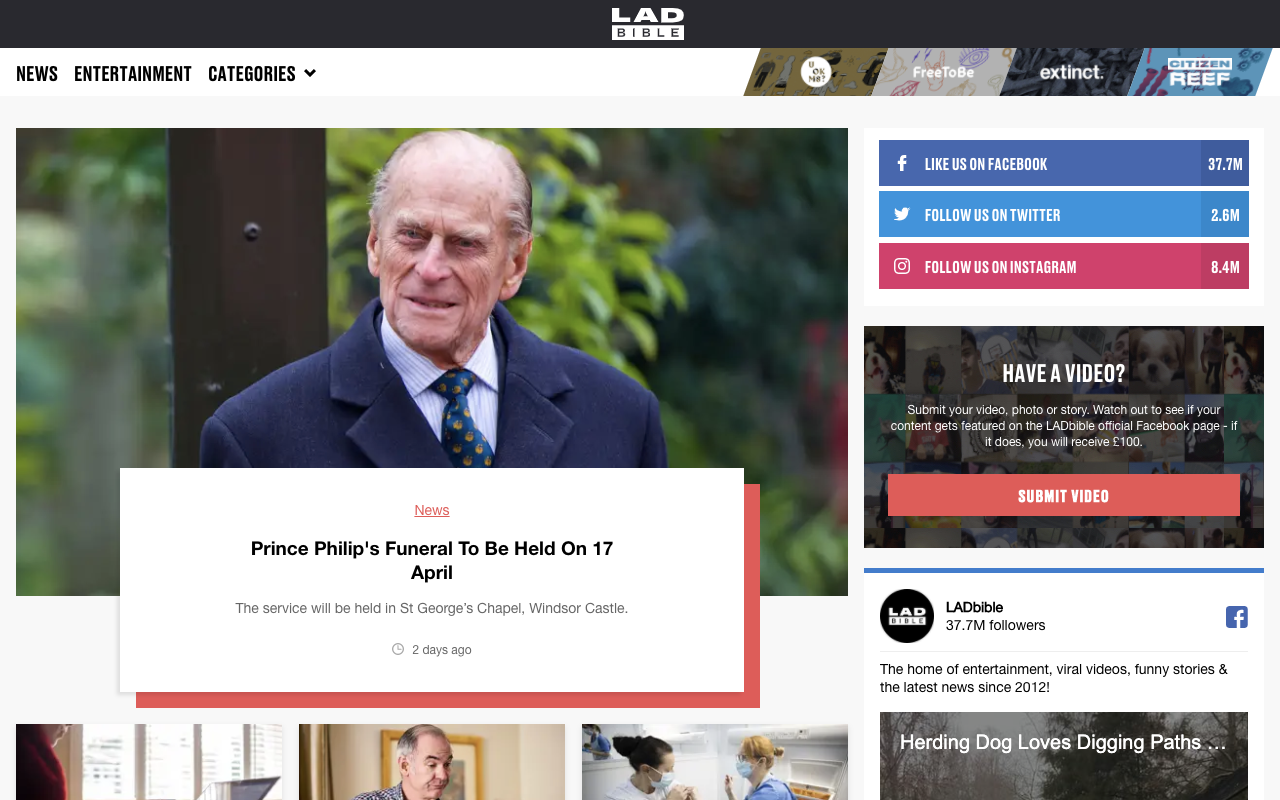 LAD
BIBLE
NEWS ENTERTAINMENT CATEGORIES
U OK M8?
FreeToBe
extinct.
CITIZEN
REEF
LIKE US ON FACEBOOK 37.7M
FOLLOW US ON TWITTER 2.6M
FOLLOW US ON INSTAGRAM 8.4M
HAVE A VIDEO?
Submit your video, photo or story. Watch out to see if your
content gets featured on the LADbible official Facebook page - if
it does, you will receive £100.
SUBMIT VIDEO
News
Prince Philip's Funeral To Be Held On 17
April
The service will be held in St George’s Chapel, Windsor Castle.
2 days ago
LAD
BIBLE
LADbible
37.7M followers
The home of entertainment, viral videos, funny stories &
the latest news since 2012!
Herding Dog Loves Digging Paths ...